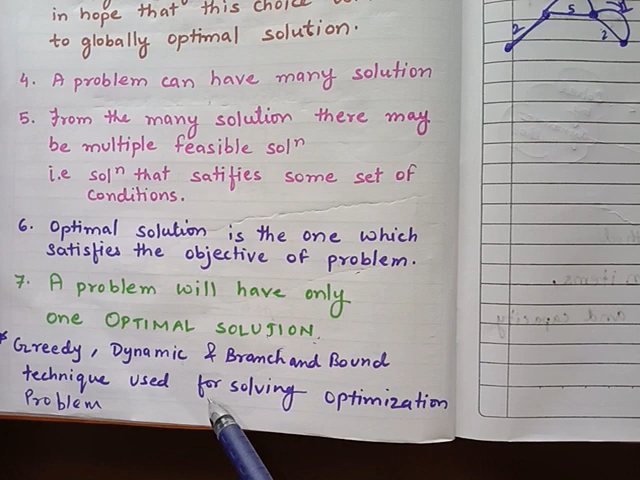 in hope that this choice
to globally optimal solution.
4. A problem can have many solution
5. From the many solution there may
be multiple feasible solⁿ
i.e solⁿ that satifies some set of
conditions.
6. Optimal solution is the one which
satisfies the objective of problem.
7. A problem will have only
one OPTIMAL SOLUTION.
* Greedy, Dynamic & Branch and Bound
technique used for solving optimization
Problem
2
5
2